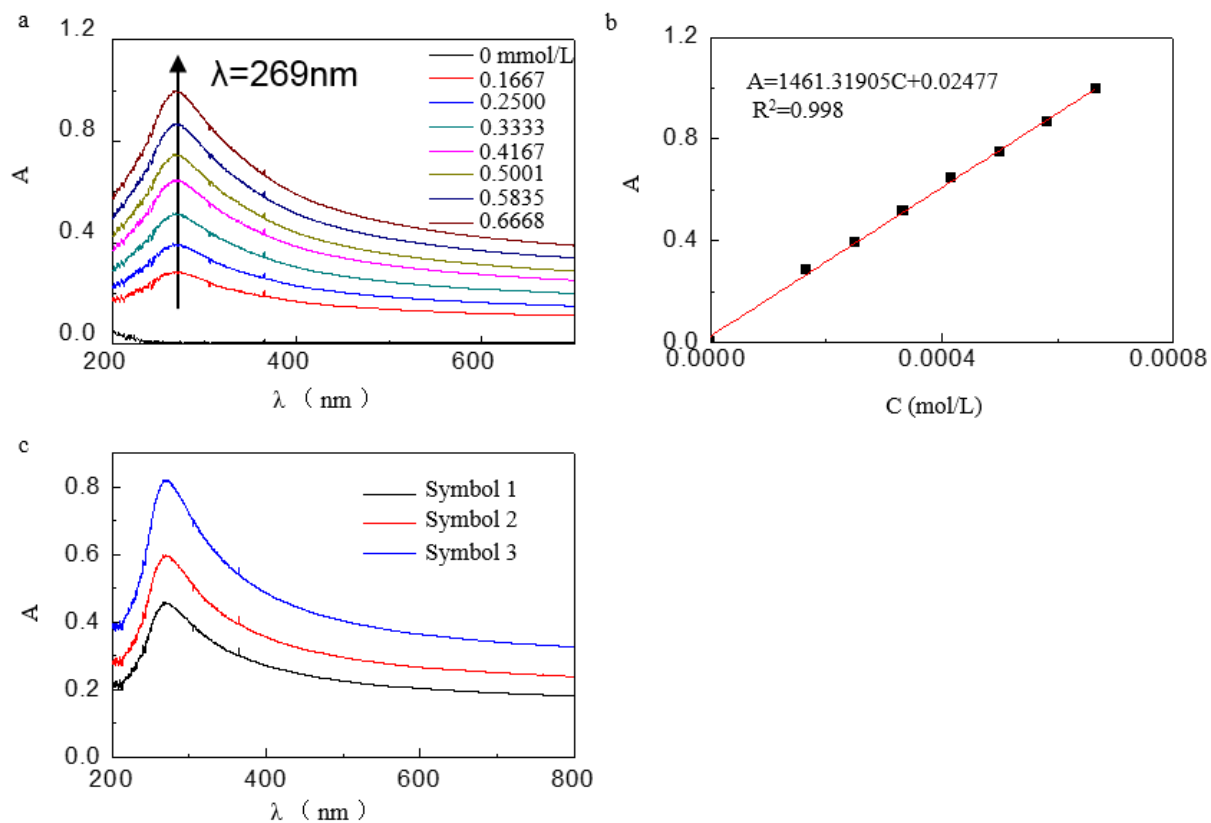 a
1.2
0.8
0.4
0.0
A
λ=269nm
0 mmol/L
0.1667
0.2500
0.3333
0.4167
0.5001
0.5835
0.6668
200
400
600
λ （ nm）
b
1.2
0.8
0.4
0.0
A
A=1461.31905C+0.02477
R²=0.998
0.0000
0.0004
0.0008
C (mol/L)
c
0.8
0.6
0.4
0.2
0.0
A
Symbol 1
Symbol 2
Symbol 3
200
400
600
800
λ （ nm）